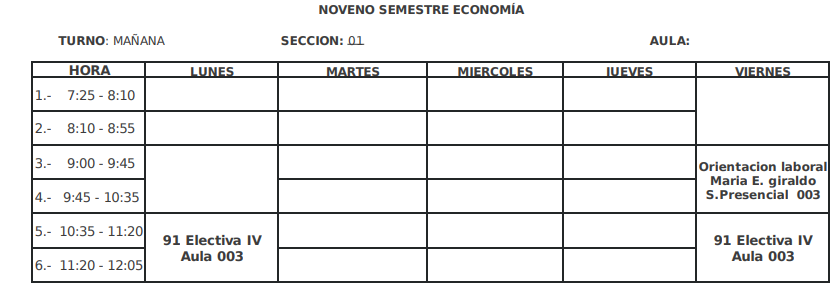 NOVENO SEMESTRE ECONOMÍA
TURNO: MAÑANA SECCION: 01 AULA:
HORA LUNES MARTES MIERCOLES JUEVES VIERNES
1.- 7:25 - 8:10
2.- 8:10 - 8:55
3.- 9:00 - 9:45
4.- 9:45 - 10:35
Orientacion laboral
Maria E. giraldo
S.Presencial 003
5.- 10:35 - 11:20
6.- 11:20 - 12:05
91 Electiva IV
Aula 003
91 Electiva IV
Aula 003